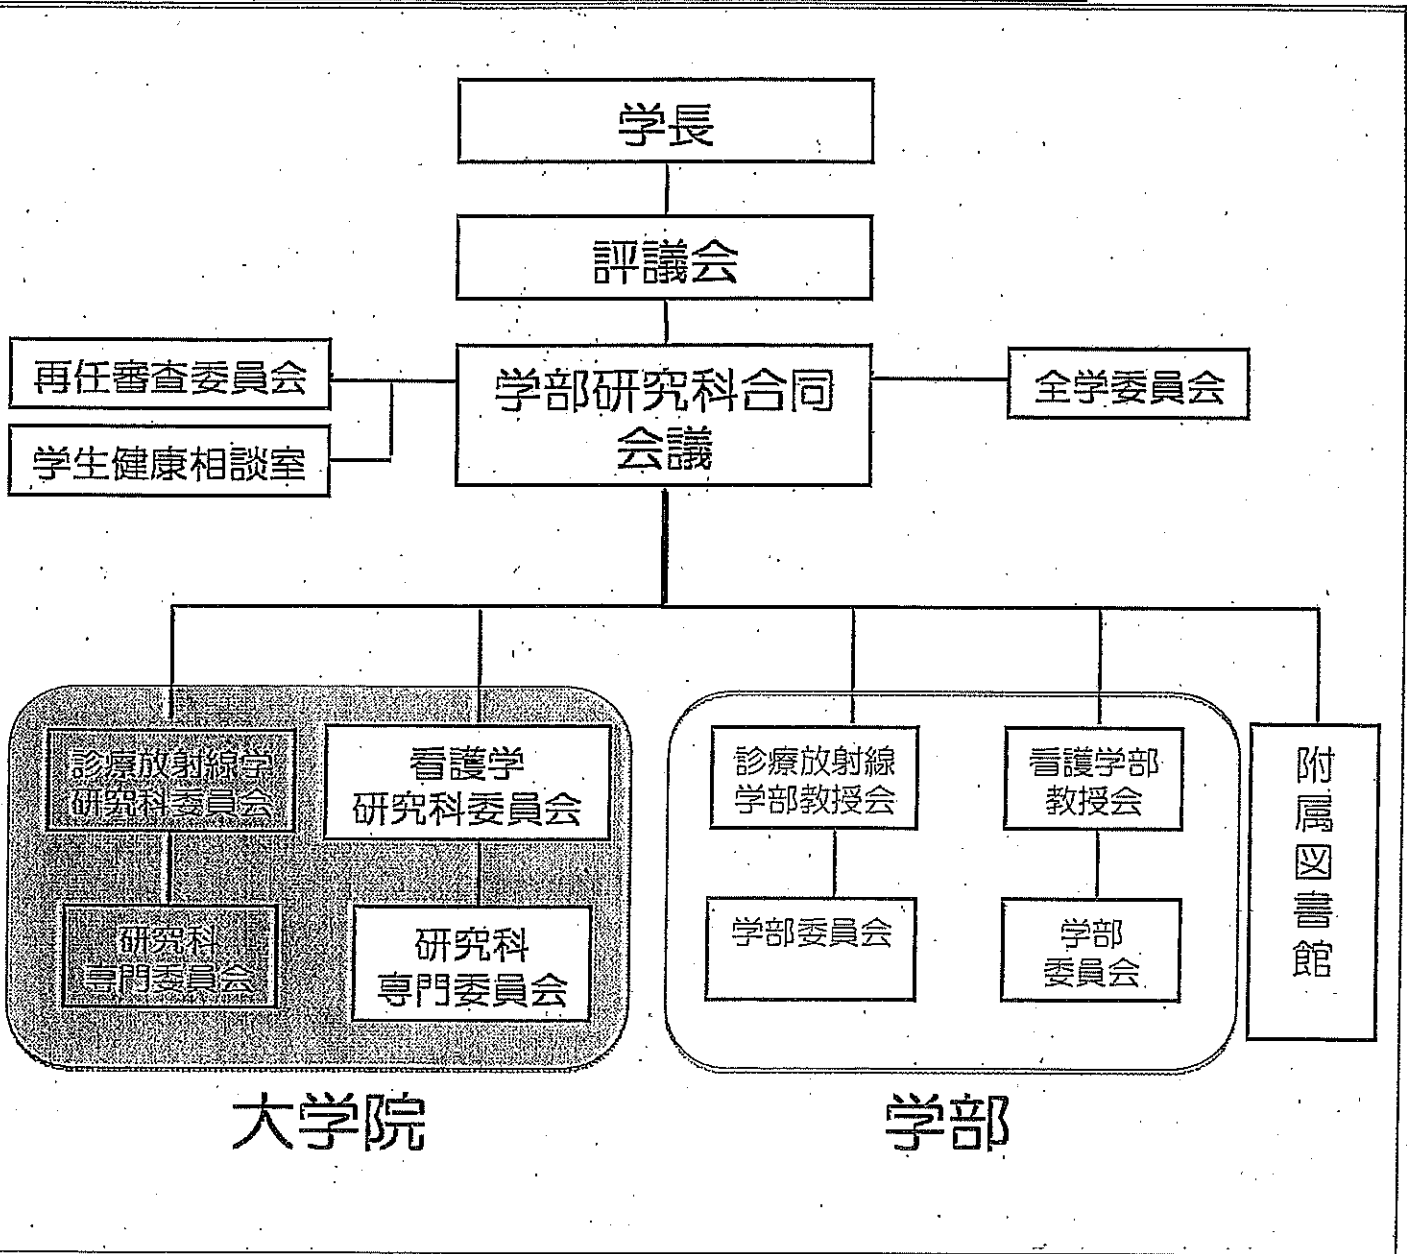 学長
評議会
再任審査委員会
学部研究科合同
会議
全学委員会
学生健康相談室
診療放射線学
研究科委員会
看護学
研究科委員会
診療放射線
学部教授会
看護学部
教授会
附属図書館
研究科
専門委員会
研究科
専門委員会
学部委員会
学部
委員会
大学院
学部